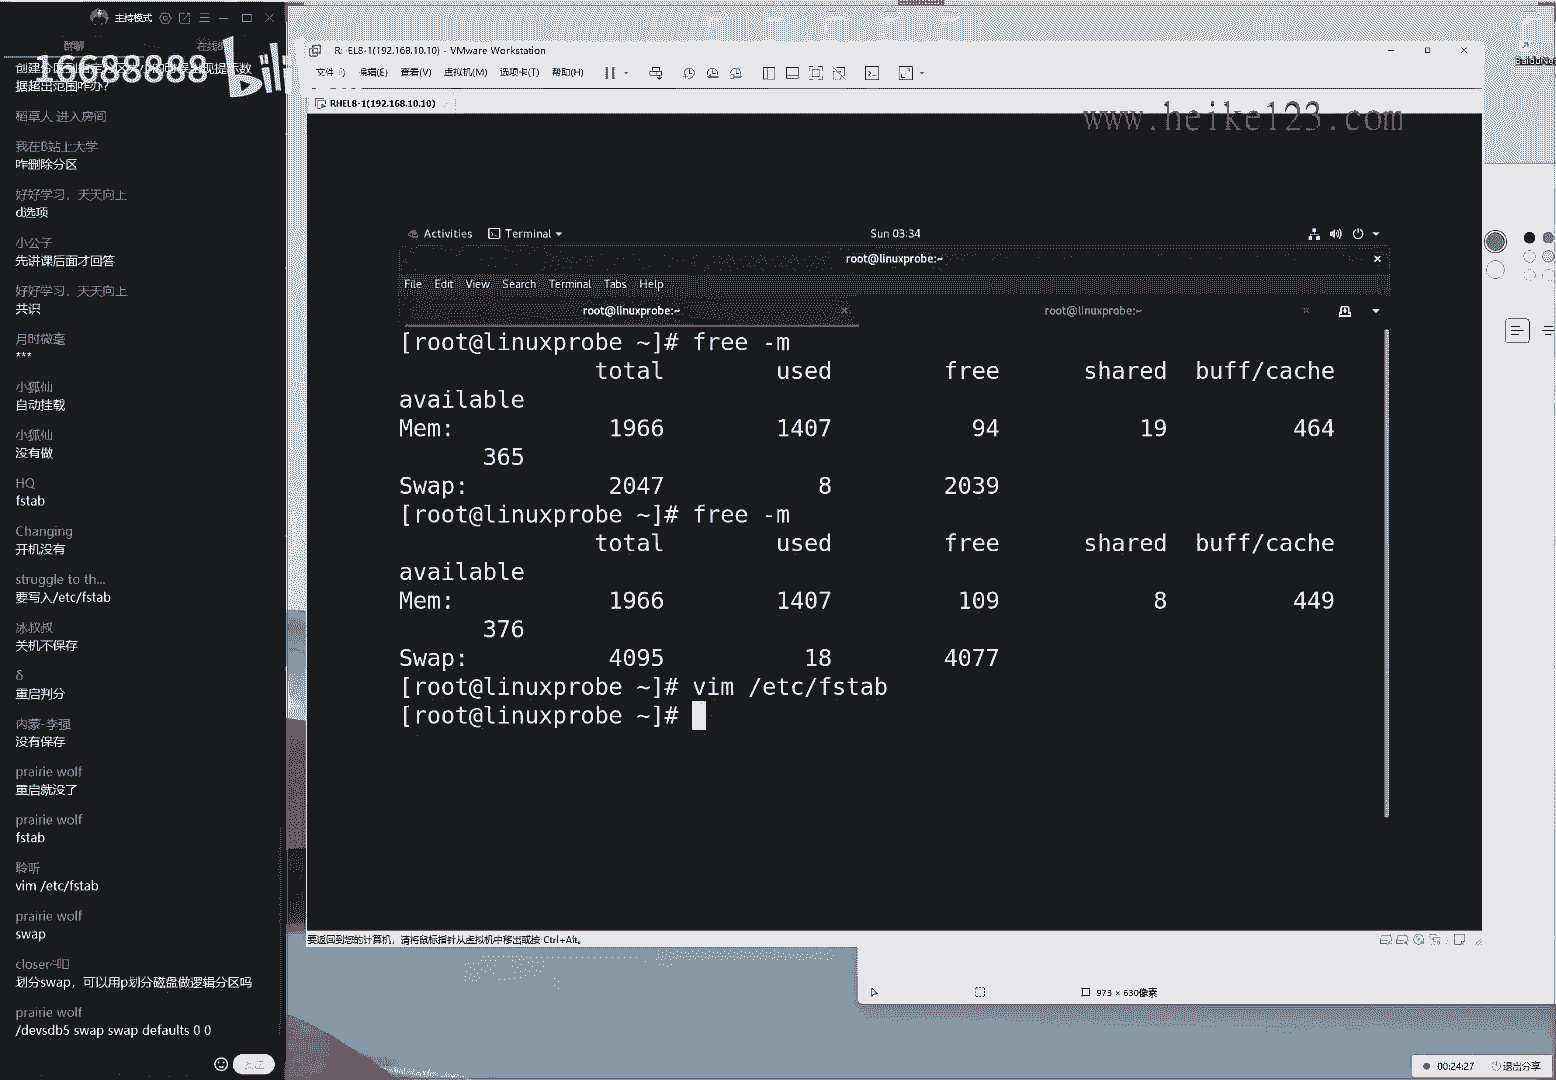 主持模式
16688888
bili
据超出范围咋办？
稻草人 进入房间
我在B站上大学
咋删除分区
好好学习，天天向上
d选项
小公子
先讲课后面才回答
好好学习，天天向上
共识
月时微毫
***
小狐仙
自动挂载
小狐仙
没有做
HQ
fstab
Changing
开机没有
struggle to th...
要写入/etc/fstab
冰叔叔
关机不保存
δ
重启判分
内蒙-李强
没有保存
prairie wolf
重启就没了
prairie wolf
fstab
聆听
vim /etc/fstab
prairie wolf
swap
划分swap，可以用p划分磁盘做逻辑分区吗
prairie wolf
/devsdb5 swap swap defaults 0 0
EL8-1(192.168.10.10) - VMware Workstation
编辑(E) 查看(V) 虚拟机(M) 选项卡(T) 帮助(H)
RHEL8-1(192.168.10.10)
www.heike123.com
Activities Terminal Sun 03:34
root@linuxprobe:~
File Edit View Search Terminal Tabs Help
root@linuxprobe:~ root@linuxprobe:~
[root@linuxprobe ~]# free -m
total used free shared buff/cache
available
Mem: 1966 1407 94 19 464
365
Swap: 2047 8 2039
[root@linuxprobe ~]# free -m
total used free shared buff/cache
available
Mem: 1966 1407 109 8 449
376
Swap: 4095 18 4077
[root@linuxprobe ~]# vim /etc/fstab
[root@linuxprobe ~]#
要返回到您的计算机，请将鼠标指针从虚拟机中移出或按 Ctrl+Alt。
973 × 630像素
00:24:27 退出分享